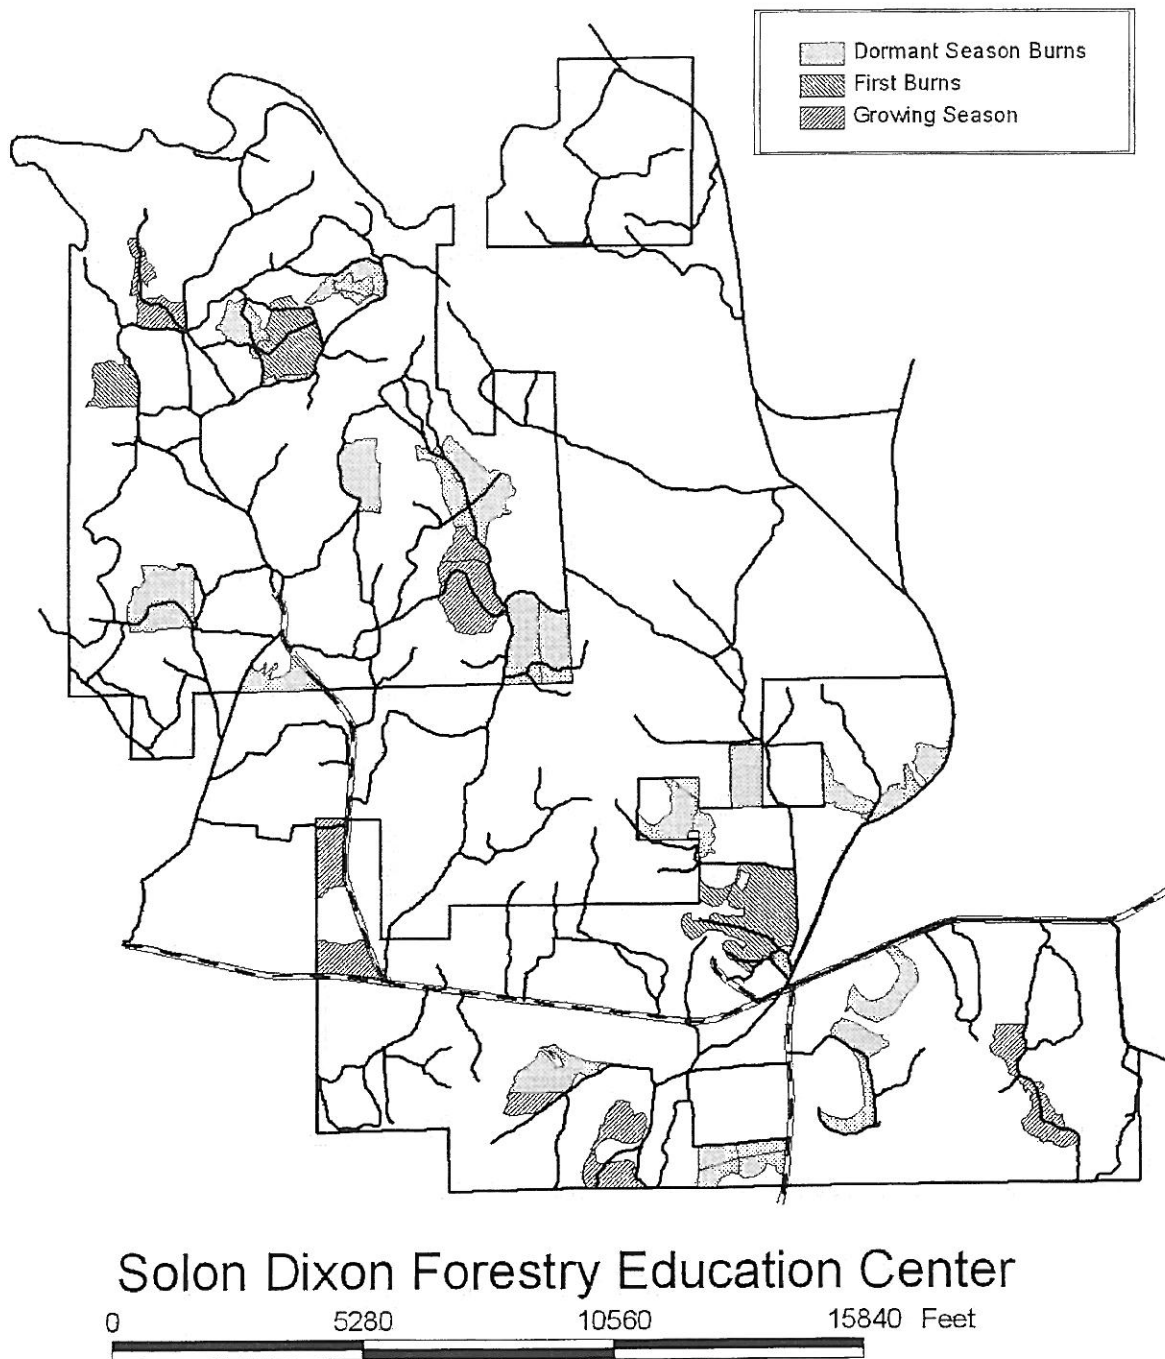 Dormant Season Burns
First Burns
Growing Season
Solon Dixon Forestry Education Center
0 5280 10560 15840 Feet